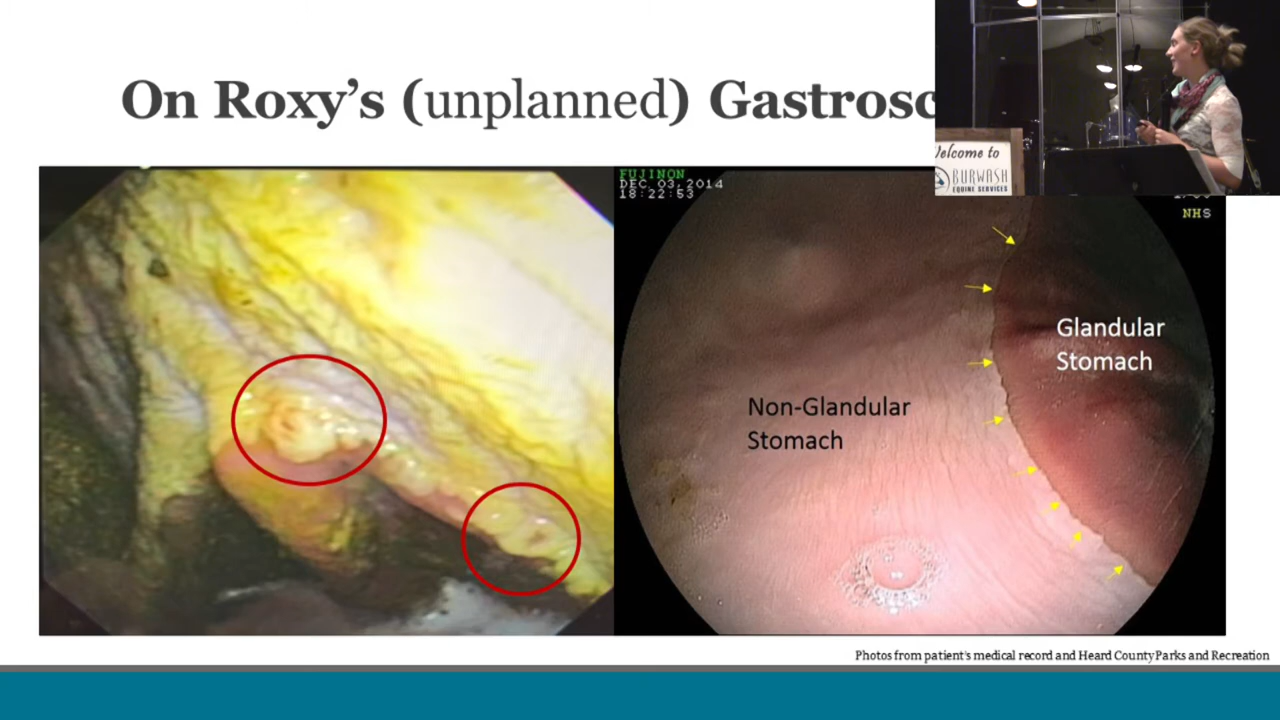 On Roxy's (unplanned) Gastrosc
Welcome to
BURWASH
EQUINE SERVICES
FUJINON
DEC. 03, 2014
18:22:53
NHS
Glandular
Stomach
Non-Glandular
Stomach
Photos from patient's medical record and Heard County Parks and Recreation